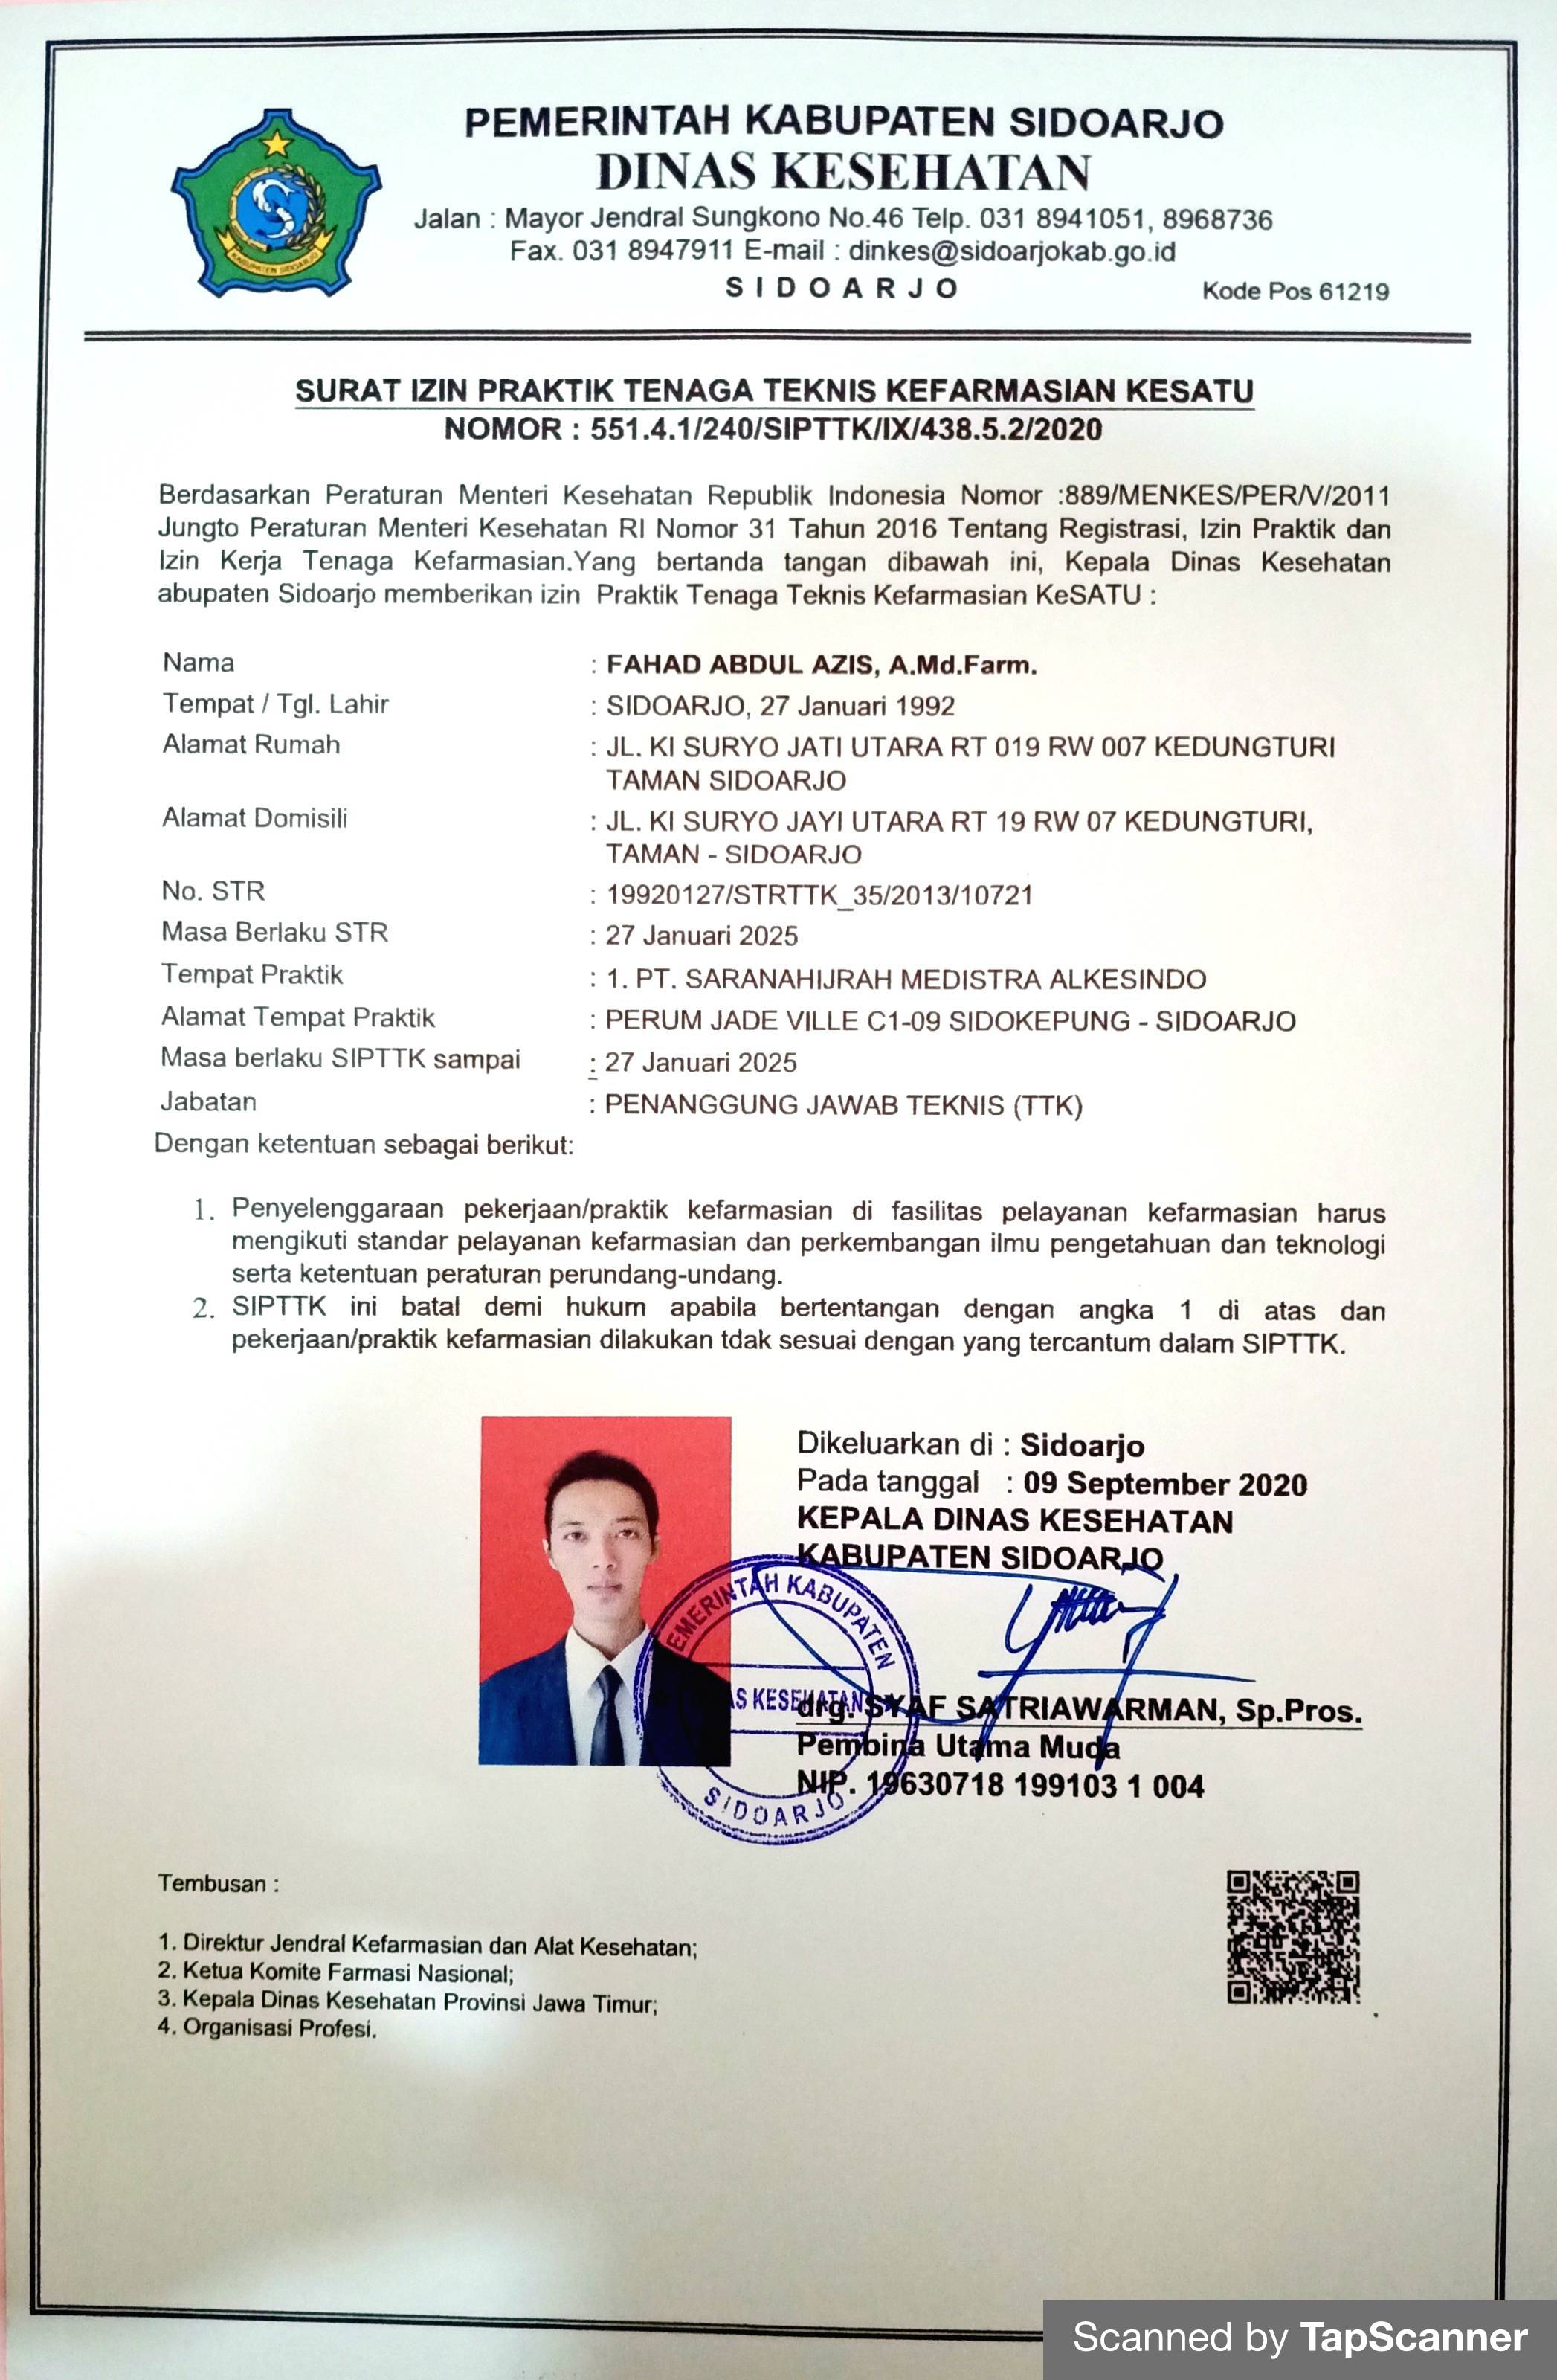 PEMERINTAH KABUPATEN SIDOARJO
DINAS KESEHATAN
Jalan : Mayor Jendral Sungkono No.46 Telp. 031 8941051, 8968736
Fax. 031 8947911 E-mail : dinkes@sidoarjokab.go.id
SIDOARJO
Kode Pos 61219
KABUPATEN SIDOARJO
SURAT IZIN PRAKTIK TENAGA TEKNIS KEFARMASIAN KESATU
NOMOR : 551.4.1/240/SIPTTK/IX/438.5.2/2020
Berdasarkan Peraturan Menteri Kesehatan Republik Indonesia Nomor :889/MENKES/PER/V/2011
Jungto Peraturan Menteri Kesehatan RI Nomor 31 Tahun 2016 Tentang Registrasi, Izin Praktik dan
Izin Kerja Tenaga Kefarmasian.Yang bertanda tangan dibawah ini, Kepala Dinas Kesehatan
abupaten Sidoarjo memberikan izin Praktik Tenaga Teknis Kefarmasian KeSATU :
Nama : FAHAD ABDUL AZIS, A.Md.Farm.
Tempat / Tgl. Lahir : SIDOARJO, 27 Januari 1992
Alamat Rumah : JL. KI SURYO JATI UTARA RT 019 RW 007 KEDUNGTURI
TAMAN SIDOARJO
Alamat Domisili : JL. KI SURYO JAYI UTARA RT 19 RW 07 KEDUNGTURI,
TAMAN - SIDOARJO
No. STR : 19920127/STRTTK_35/2013/10721
Masa Berlaku STR : 27 Januari 2025
Tempat Praktik : 1. PT. SARANAHIJRAH MEDISTRA ALKESINDO
Alamat Tempat Praktik : PERUM JADE VILLE C1-09 SIDOKEPUNG - SIDOARJO
Masa berlaku SIPTTK sampai : 27 Januari 2025
Jabatan : PENANGGUNG JAWAB TEKNIS (TTK)
Dengan ketentuan sebagai berikut:
1. Penyelenggaraan pekerjaan/praktik kefarmasian di fasilitas pelayanan kefarmasian harus
mengikuti standar pelayanan kefarmasian dan perkembangan ilmu pengetahuan dan teknologi
serta ketentuan peraturan perundang-undang.
2. SIPTTK ini batal demi hukum apabila bertentangan dengan angka 1 di atas dan
pekerjaan/praktik kefarmasian dilakukan tdak sesuai dengan yang tercantum dalam SIPTTK.
Dikeluarkan di : Sidoarjo
Pada tanggal : 09 September 2020
KEPALA DINAS KESEHATAN
KABUPATEN SIDOARJO
EMERINTAH KABUPATEN
AS KESEHATAN
SIDOARJO
drg. SYAF SATRIAWARMAN, Sp.Pros.
Pembina Utama Muda
NIP. 19630718 199103 1 004
Tembusan :
1. Direktur Jendral Kefarmasian dan Alat Kesehatan;
2. Ketua Komite Farmasi Nasional;
3. Kepala Dinas Kesehatan Provinsi Jawa Timur;
4. Organisasi Profesi.
Scanned by TapScanner